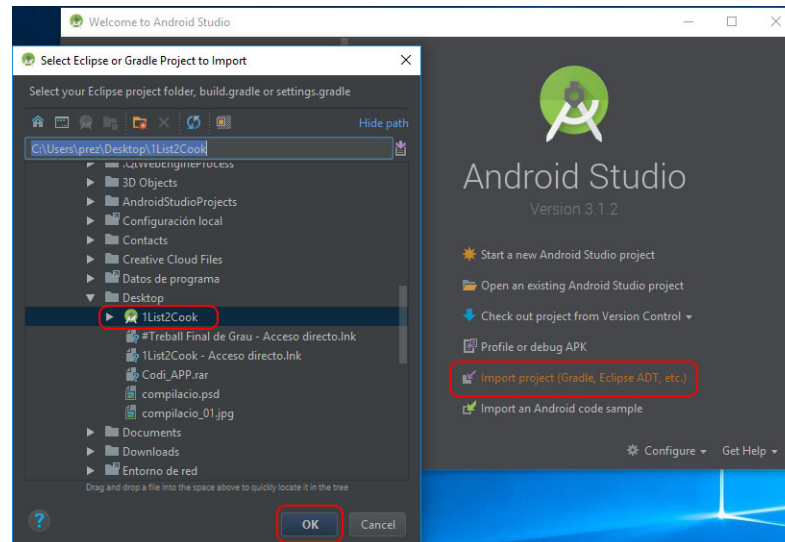 Welcome to Android Studio
Select Eclipse or Gradle Project to Import
Select your Eclipse project folder, build.gradle or settings.gradle
Hide path
C:\Users\prez\Desktop\1List2Cook
.QtWebEngineProcess
3D Objects
AndroidStudioProjects
Configuración local
Contacts
Creative Cloud Files
Datos de programa
Desktop
1List2Cook
#Treball Final de Grau - Acceso directo.lnk
1List2Cook - Acceso directo.lnk
Codi_APP.rar
compilacio.psd
compilacio_01.jpg
Documents
Downloads
Entorno de red
Drag and drop a file into the space above to quickly locate it in the tree
?
OK
Cancel
Android Studio
Version 3.1.2
Start a new Android Studio project
Open an existing Android Studio project
Check out project from Version Control
Profile or debug APK
Import project (Gradle, Eclipse ADT, etc.)
Import an Android code sample
Configure
Get Help